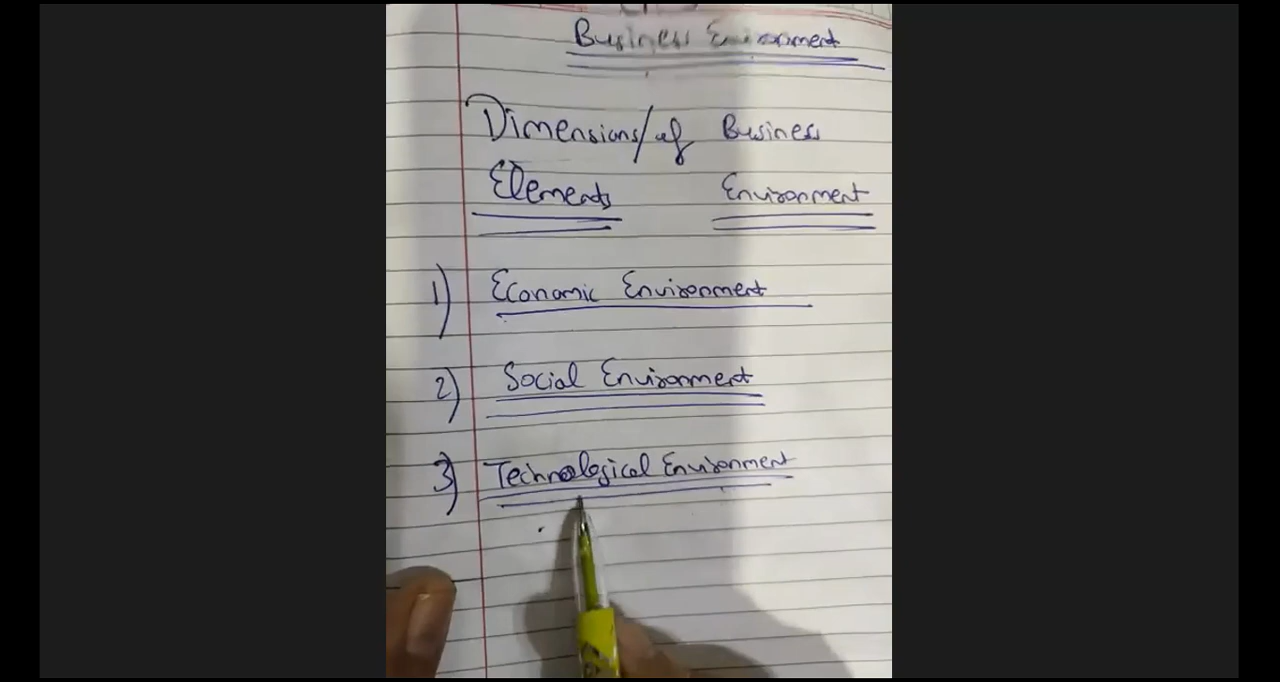 Business Environment
Dimensions/of Business
Elements Environment
1) Economic Environment
2) Social Environment
3) Technological Environment